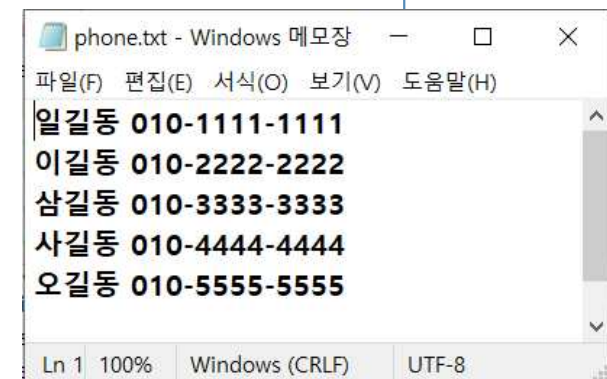 phone.txt - Windows 메모장
파일(F) 편집(E) 서식(O) 보기(V) 도움말(H)
일길동 010-1111-1111
이길동 010-2222-2222
삼길동 010-3333-3333
사길동 010-4444-4444
오길동 010-5555-5555
Ln 1 100% Windows (CRLF) UTF-8